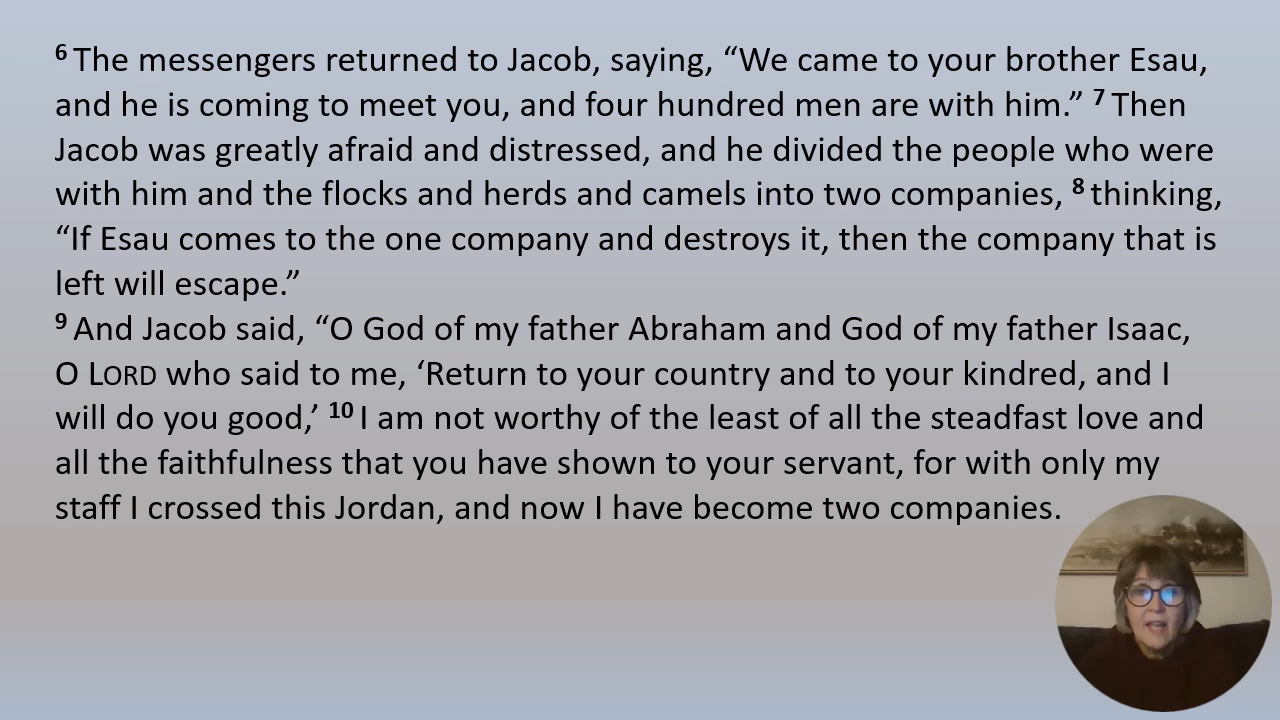 6 The messengers returned to Jacob, saying, “We came to your brother Esau,
and he is coming to meet you, and four hundred men are with him.” 7 Then
Jacob was greatly afraid and distressed, and he divided the people who were
with him and the flocks and herds and camels into two companies, 8 thinking,
“If Esau comes to the one company and destroys it, then the company that is
left will escape.”
9 And Jacob said, “O God of my father Abraham and God of my father Isaac,
O LORD who said to me, ‘Return to your country and to your kindred, and I
will do you good,’ 10 I am not worthy of the least of all the steadfast love and
all the faithfulness that you have shown to your servant, for with only my
staff I crossed this Jordan, and now I have become two companies.